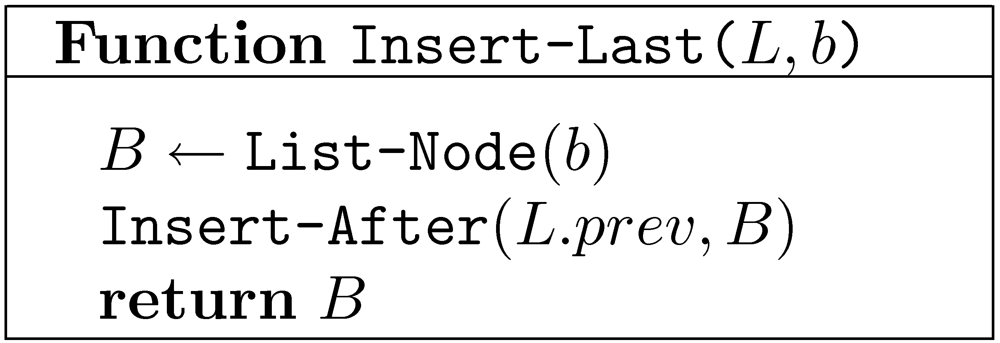 Function Insert-Last(L, b)
B ← List-Node(b)
Insert-After(L.prev, B)
return B